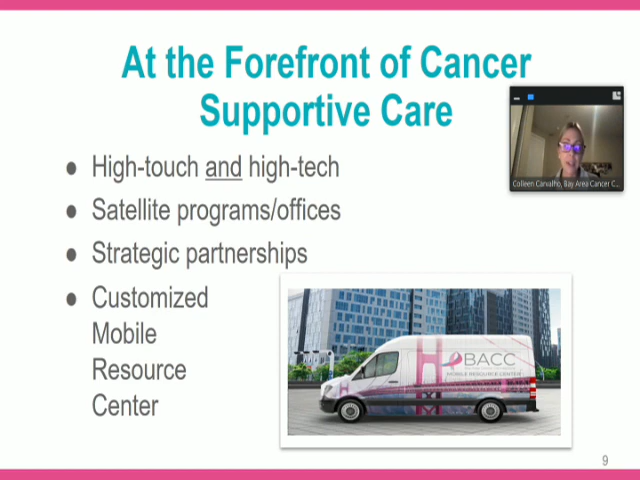 At the Forefront of Cancer
Supportive Care
● High-touch and high-tech
● Satellite programs/offices
● Strategic partnerships
● Customized
Mobile
Resource
Center
Colleen Carvalho, Bay Area Cancer C...
BACC
MOBILE RESOURCE CENTER
9